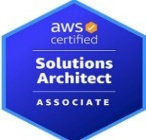 aws
certified
Solutions
Architect
ASSOCIATE